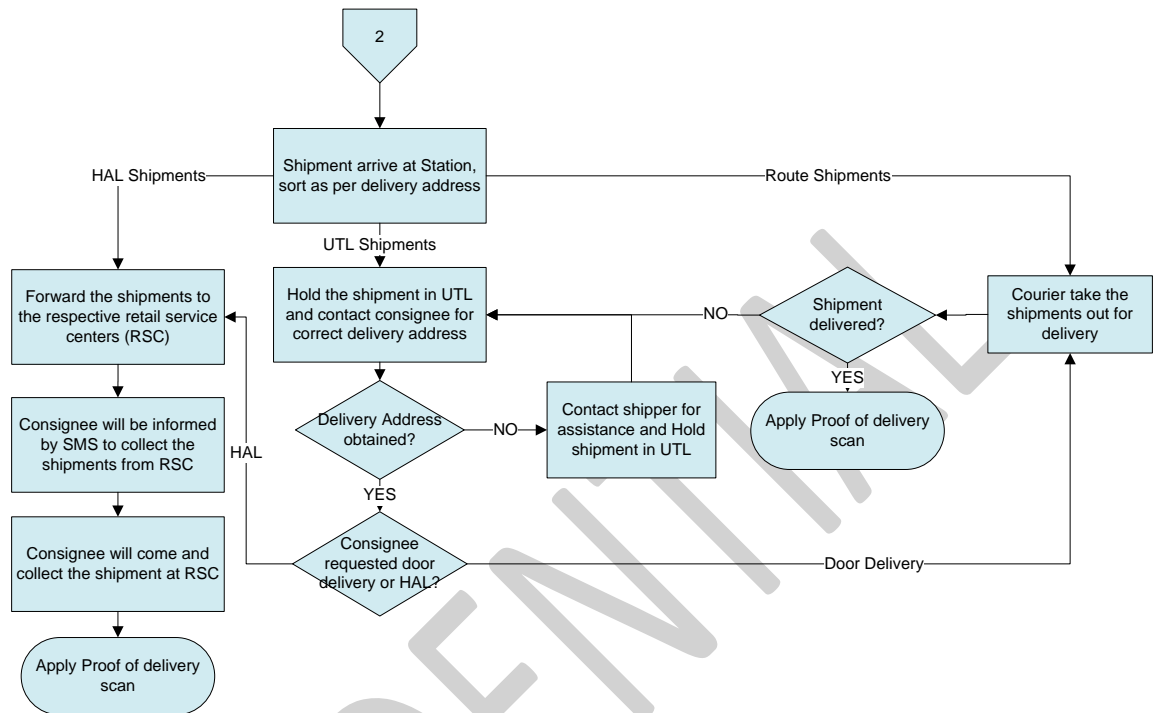 2
Shipment arrive at Station,
sort as per delivery address
HAL Shipments
Route Shipments
UTL Shipments
Forward the shipments to
the respective retail service
centers (RSC)
Hold the shipment in UTL
and contact consignee for
correct delivery address
NO
Shipment
delivered?
Courier take the
shipments out for
delivery
YES
Apply Proof of delivery
scan
Consignee will be informed
by SMS to collect the
shipments from RSC
HAL
Delivery Address
obtained?
NO
Contact shipper for
assistance and Hold
shipment in UTL
YES
Consignee will come and
collect the shipment at RSC
Consignee
requested door
delivery or HAL?
Door Delivery
Apply Proof of delivery
scan
DENTIAL